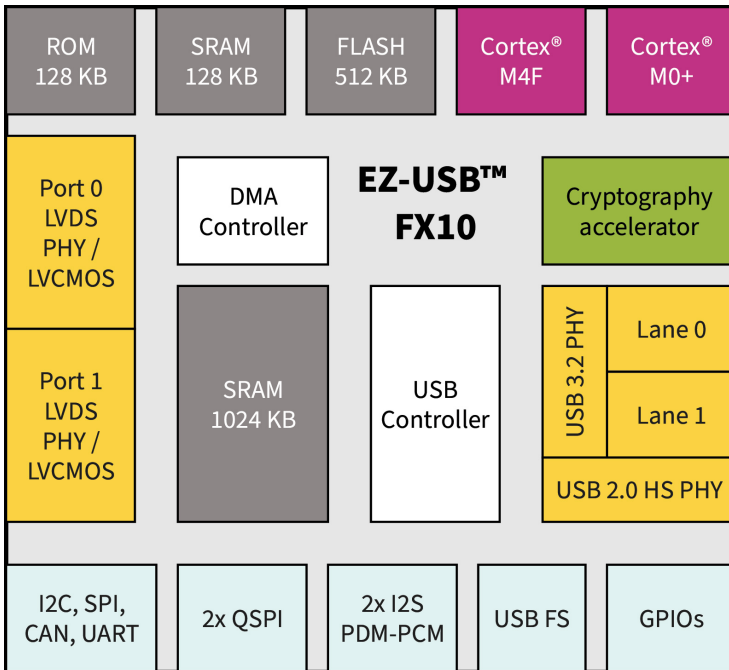 ROM
128 KB
SRAM
128 KB
FLASH
512 KB
Cortex®
M4F
Cortex®
M0+
Port 0
LVDS
PHY /
LVCMOS
DMA
Controller
EZ-USB™
FX10
Cryptography
accelerator
Port 1
LVDS
PHY /
LVCMOS
SRAM
1024 KB
USB
Controller
USB 3.2 PHY
Lane 0
Lane 1
USB 2.0 HS PHY
I2C, SPI,
CAN, UART
2x QSPI
2x I2S
PDM-PCM
USB FS
GPIOs